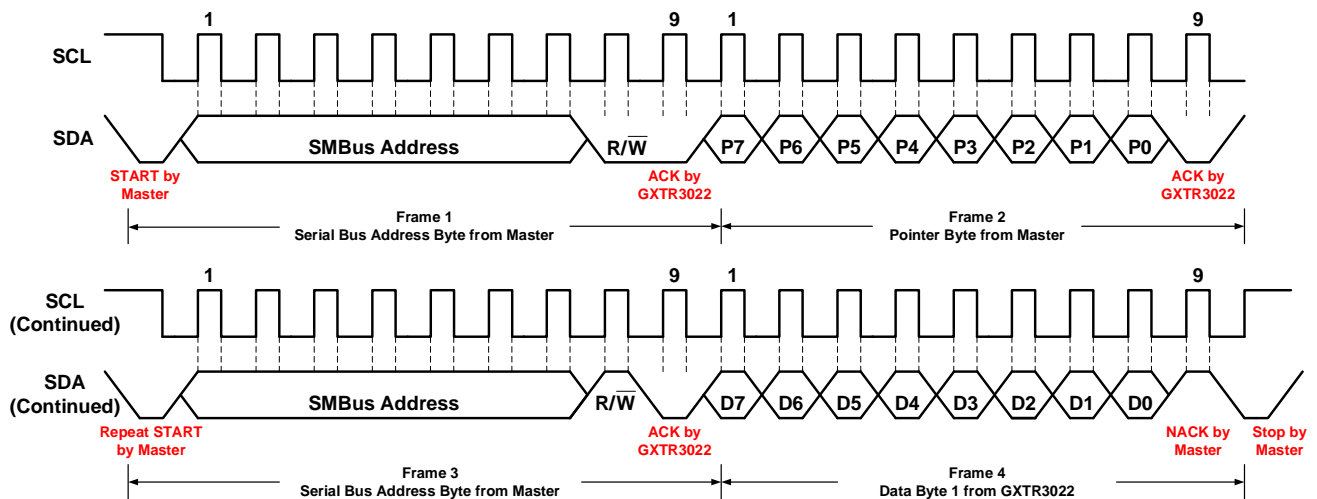 1 9 1 9
SCL
SDA
SMBus Address R/W̅ P7 P6 P5 P4 P3 P2 P1 P0
START by
Master
ACK by
GXTR3022
ACK by
GXTR3022
Frame 1
Serial Bus Address Byte from Master
Frame 2
Pointer Byte from Master
1 9 1 9
SCL
(Continued)
SDA
(Continued)
SMBus Address R/W̅ D7 D6 D5 D4 D3 D2 D1 D0
Repeat START
by Master
ACK by
GXTR3022
NACK by
Master
Stop by
Master
Frame 3
Serial Bus Address Byte from Master
Frame 4
Data Byte 1 from GXTR3022